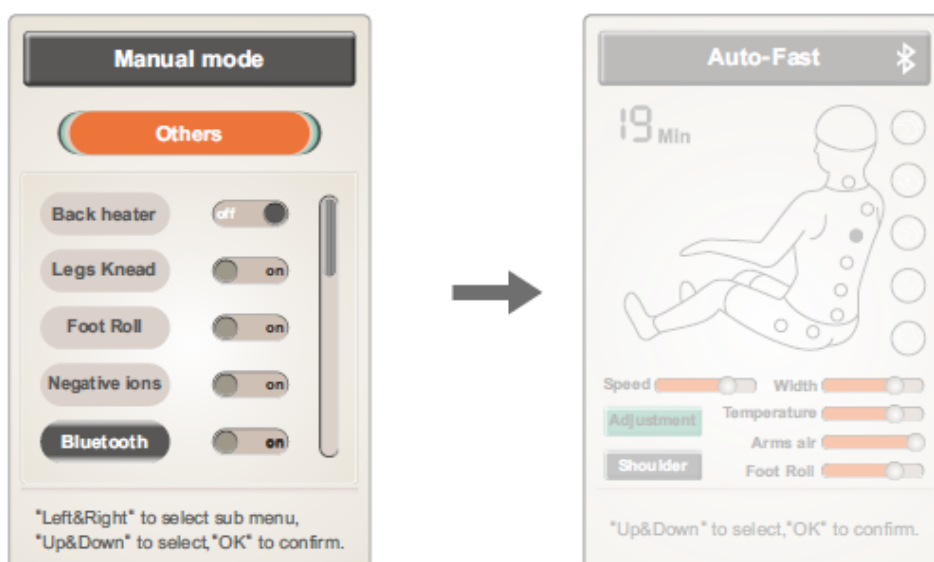 Manual mode
Others
Back heater off
Legs Knead on
Foot Roll on
Negative ions on
Bluetooth on
"Left&Right" to select sub menu,
"Up&Down" to select,"OK" to confirm.
Auto-Fast
19 Min
Speed Width
Adjustment Temperature
Arms air
Shoulder Foot Roll
"Up&Down" to select,"OK" to confirm.